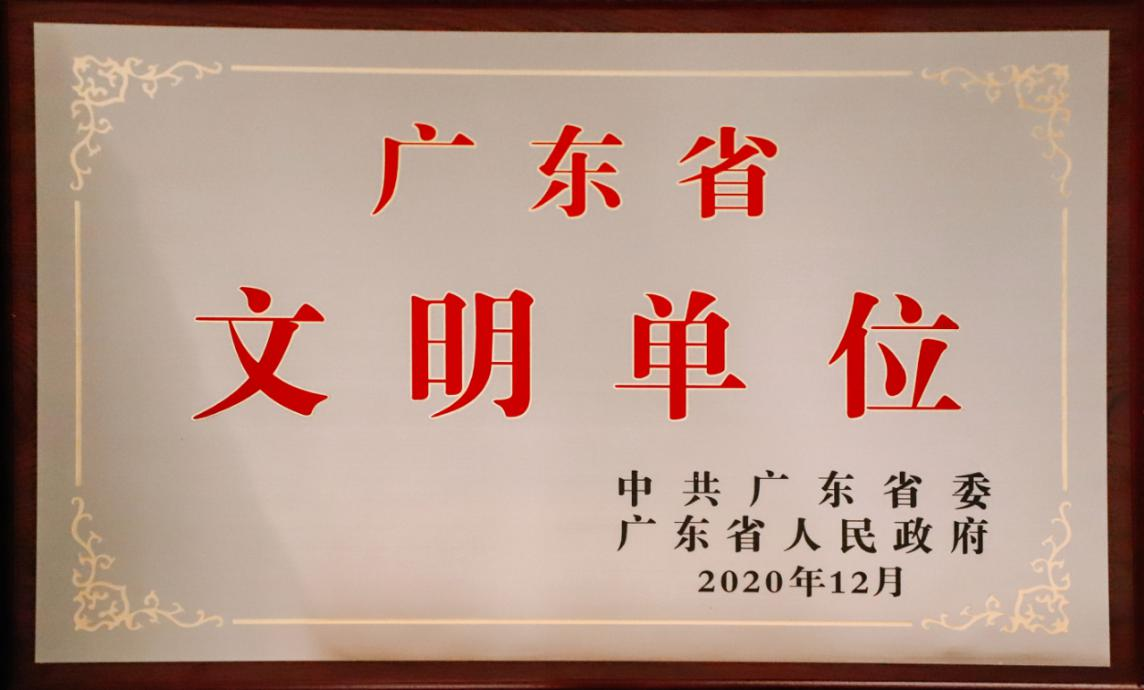 广东省
文明单位
中共广东省委
广东省人民政府
2020年12月